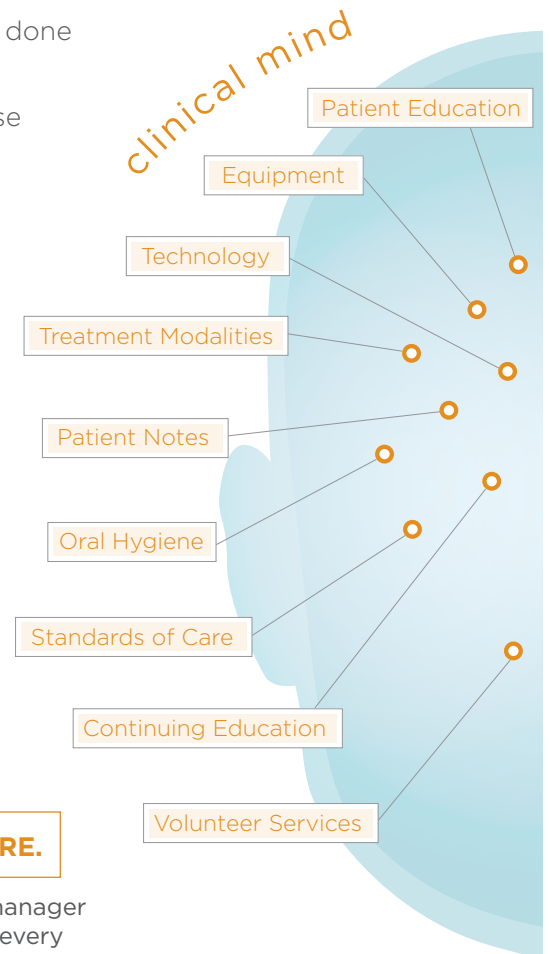 done
se
clinical mind
Patient Education
Equipment
Technology
Treatment Modalities
Patient Notes
Oral Hygiene
Standards of Care
Continuing Education
Volunteer Services
RE.
manager
every